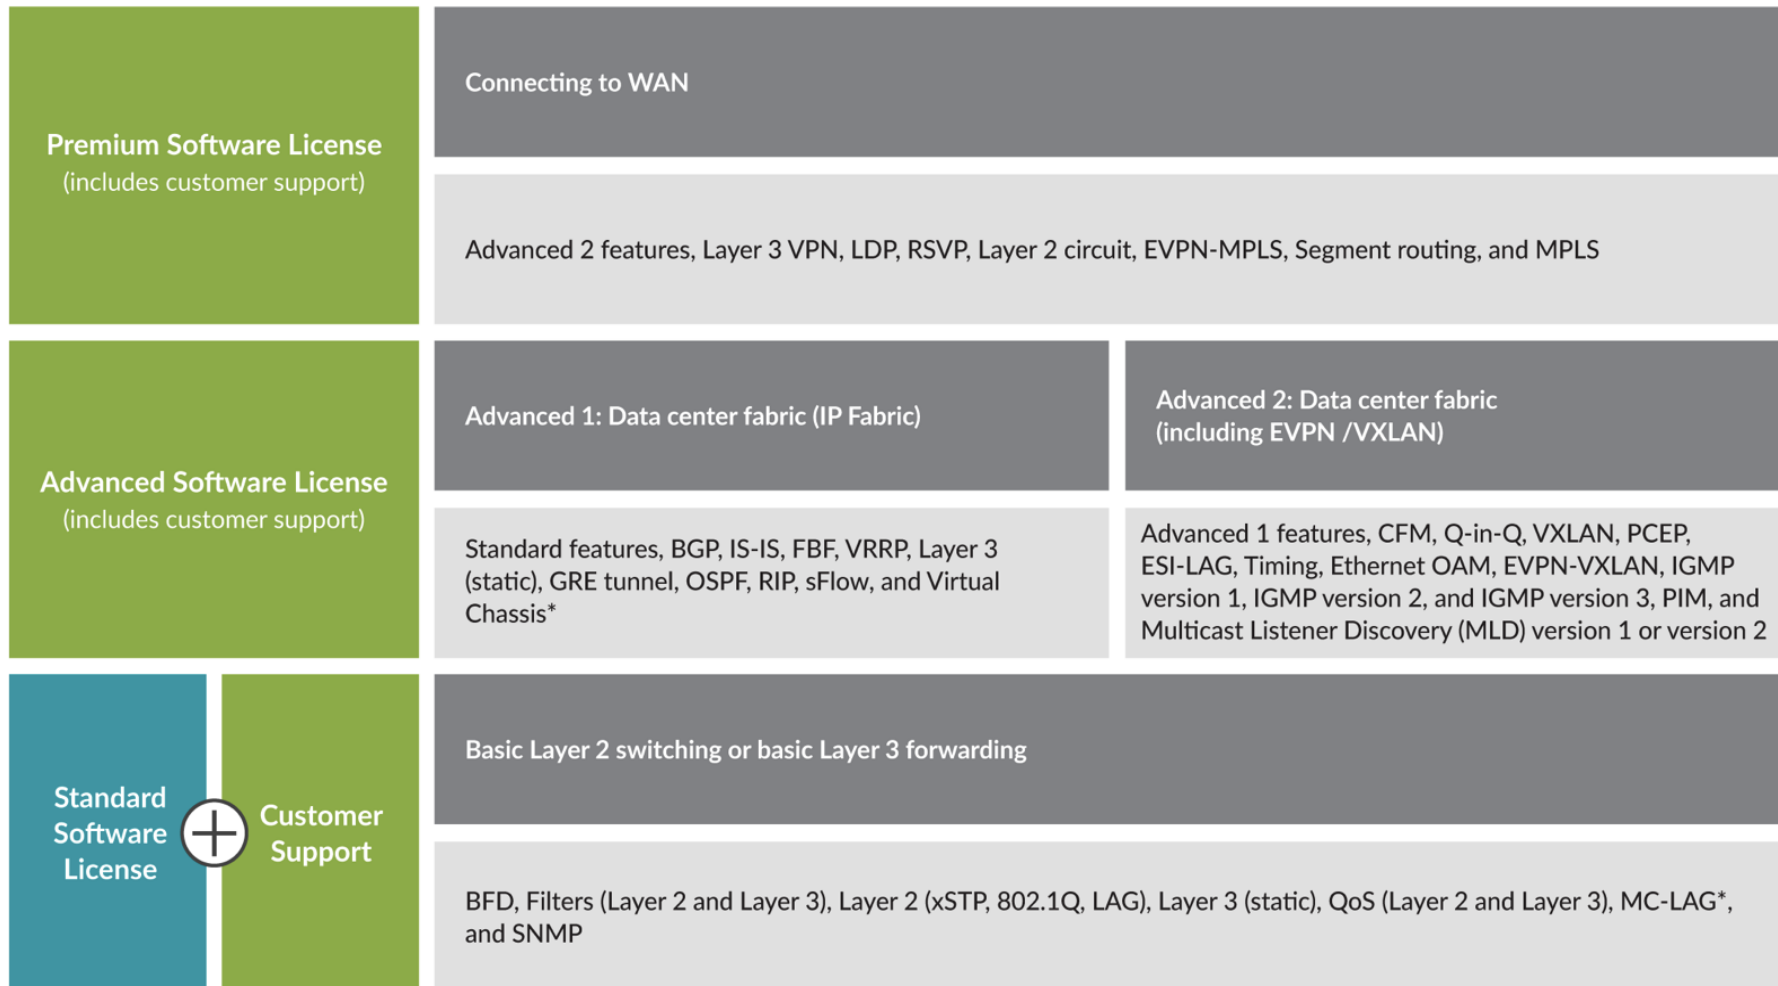 Premium Software License
(includes customer support)
Connecting to WAN
Advanced 2 features, Layer 3 VPN, LDP, RSVP, Layer 2 circuit, EVPN-MPLS, Segment routing, and MPLS
Advanced Software License
(includes customer support)
Advanced 1: Data center fabric (IP Fabric)
Standard features, BGP, IS-IS, FBF, VRRP, Layer 3
(static), GRE tunnel, OSPF, RIP, sFlow, and Virtual
Chassis*
Advanced 2: Data center fabric
(including EVPN /VXLAN)
Advanced 1 features, CFM, Q-in-Q, VXLAN, PCEP,
ESI-LAG, Timing, Ethernet OAM, EVPN-VXLAN, IGMP
version 1, IGMP version 2, and IGMP version 3, PIM, and
Multicast Listener Discovery (MLD) version 1 or version 2
Standard
Software
License
Customer
Support
Basic Layer 2 switching or basic Layer 3 forwarding
BFD, Filters (Layer 2 and Layer 3), Layer 2 (xSTP, 802.1Q, LAG), Layer 3 (static), QoS (Layer 2 and Layer 3), MC-LAG*,
and SNMP